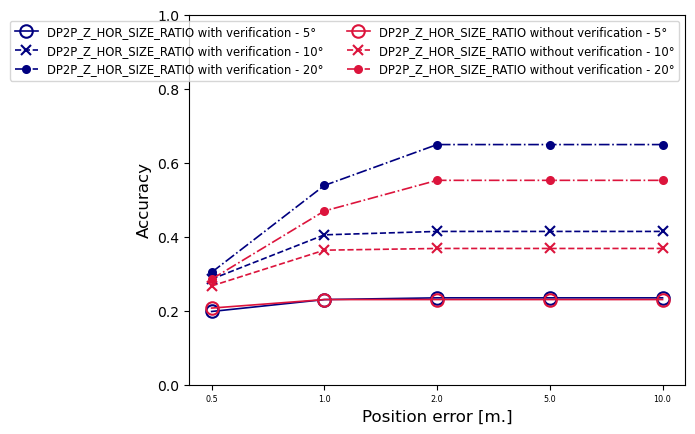 1.0
DP2P_Z_HOR_SIZE_RATIO with verification - 5°
DP2P_Z_HOR_SIZE_RATIO without verification - 5°
DP2P_Z_HOR_SIZE_RATIO with verification - 10°
DP2P_Z_HOR_SIZE_RATIO without verification - 10°
DP2P_Z_HOR_SIZE_RATIO with verification - 20°
DP2P_Z_HOR_SIZE_RATIO without verification - 20°
0.8
0.6
0.4
0.2
0.0
Accuracy
0.5 1.0 2.0 5.0 10.0
Position error [m.]